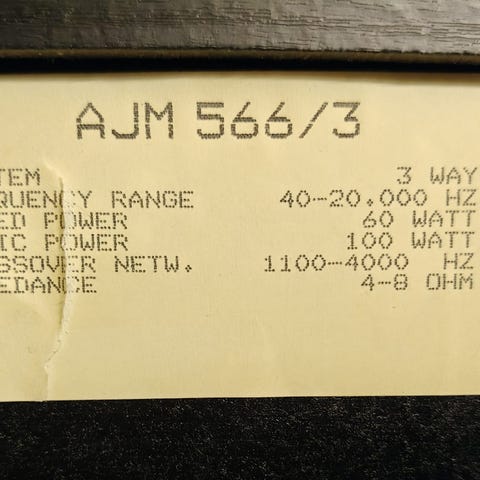 AJM 566/3
TEM 3 WAY
QUENCY RANGE 40-20.000 HZ
ED POWER 60 WATT
IC POWER 100 WATT
SSOVER NETW. 1100-4000 HZ
EDANCE 4-8 OHM